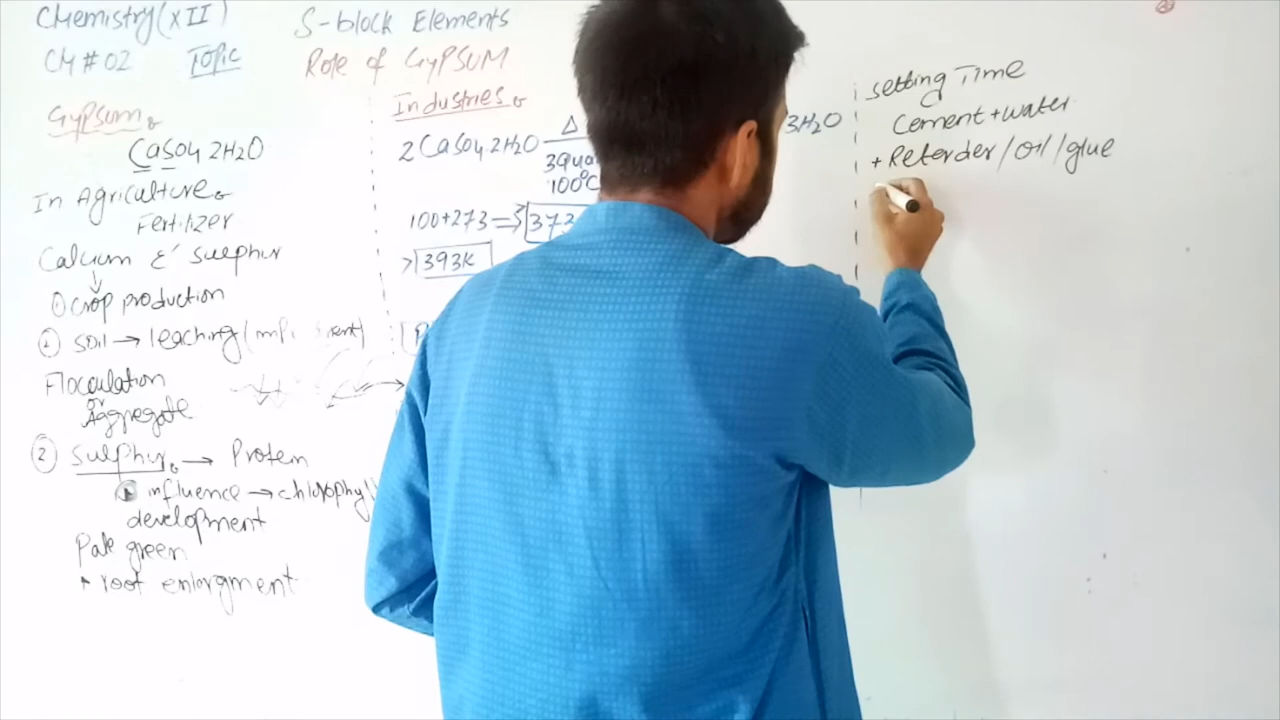 Chemistry (XII)
S-block Elements
CH # 02
Topic
Role of GYPSUM
Gypsum
CaSO4 2H2O
In Agriculture
Fertilizer
Calcium & Sulphur
① Crop production
① Soil → leaching
Flocculation
or
Aggregate
② Sulphur → Protein
influence → chlorophyll
development
Pale green
root enlargment
Industries
2CaSO4 2H2O Δ
100°C
100+273 ⇒ 373
> 393K
3H2O
Setting Time
Cement + water
+ Reterder / Oil / glue